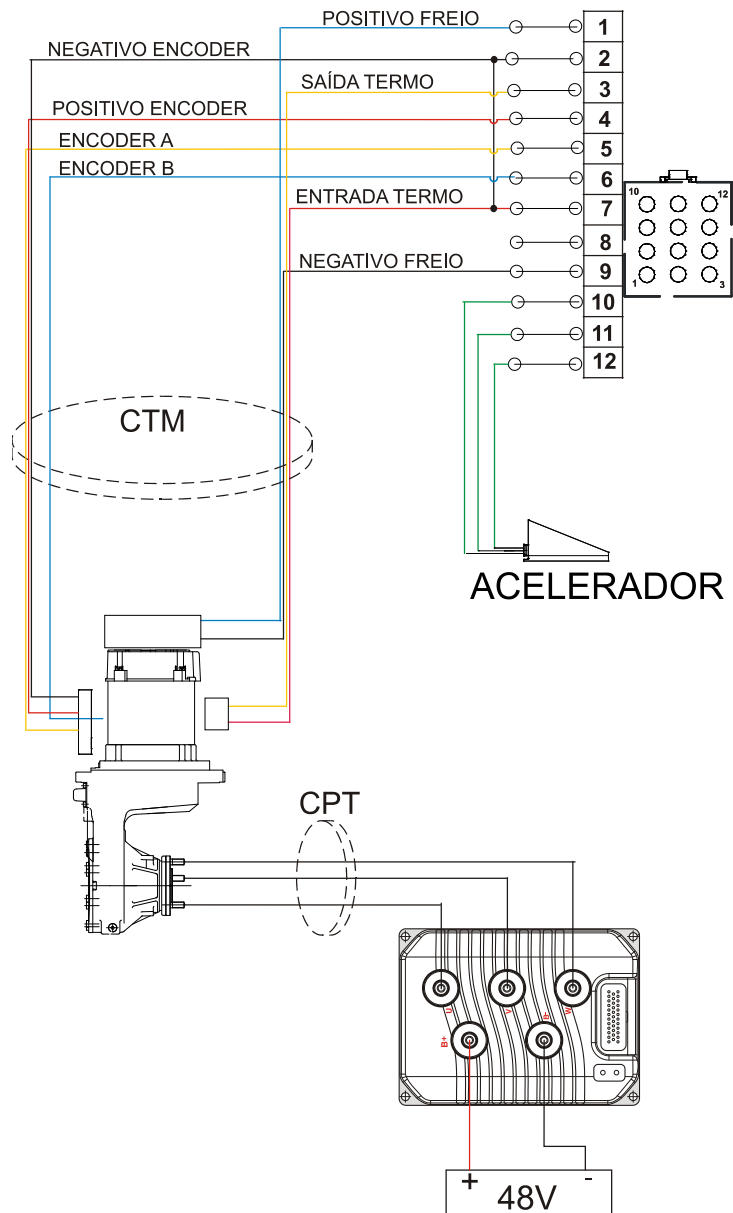 POSITIVO FREIO
1
NEGATIVO ENCODER
2
SAÍDA TERMO
3
POSITIVO ENCODER
4
ENCODER A
5
ENCODER B
6
ENTRADA TERMO
7
8
NEGATIVO FREIO
9
10
11
12
10
12
1
3
CTM
ACELERADOR
CPT
U
V
B-
W
B+
+
-
48V